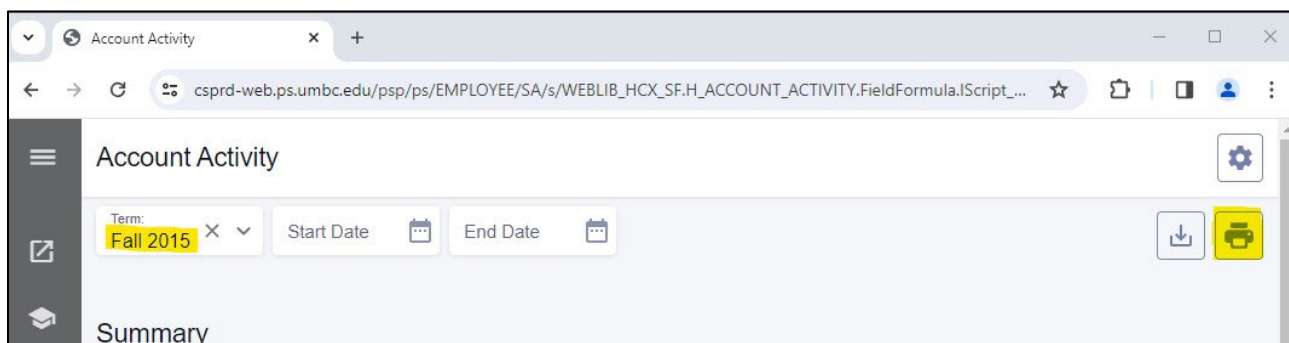 Account Activity
csprd-web.ps.umbc.edu/psp/ps/EMPLOYEE/SA/s/WEBLIB_HCX_SF.H_ACCOUNT_ACTIVITY.FieldFormula.IScript_...
Account Activity
Term:
Fall 2015 Start Date End Date
Summary